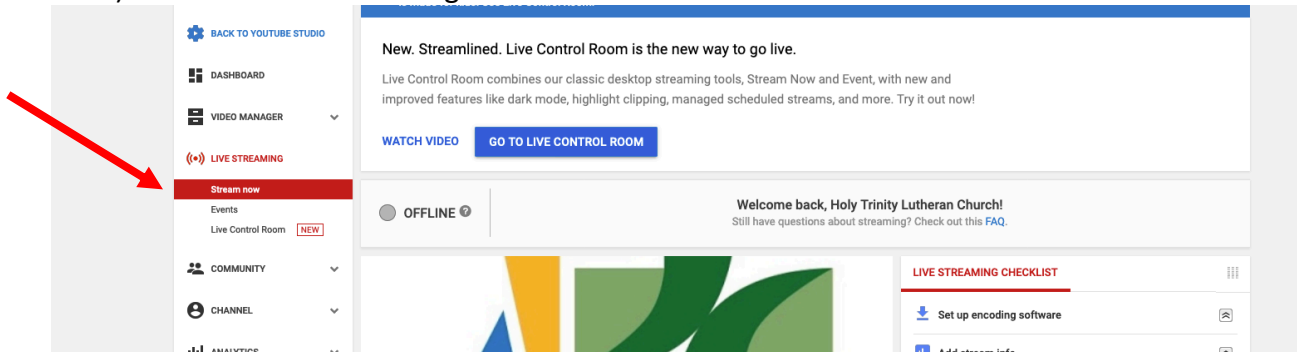 BACK TO YOUTUBE STUDIO
DASHBOARD
VIDEO MANAGER
LIVE STREAMING
Stream now
Events
Live Control Room NEW
COMMUNITY
CHANNEL
ANALYTICS
New. Streamlined. Live Control Room is the new way to go live.
Live Control Room combines our classic desktop streaming tools, Stream Now and Event, with new and
improved features like dark mode, highlight clipping, managed scheduled streams, and more. Try it out now!
WATCH VIDEO GO TO LIVE CONTROL ROOM
OFFLINE ?
Welcome back, Holy Trinity Lutheran Church!
Still have questions about streaming? Check out this FAQ.
LIVE STREAMING CHECKLIST
Set up encoding software
Add stream info